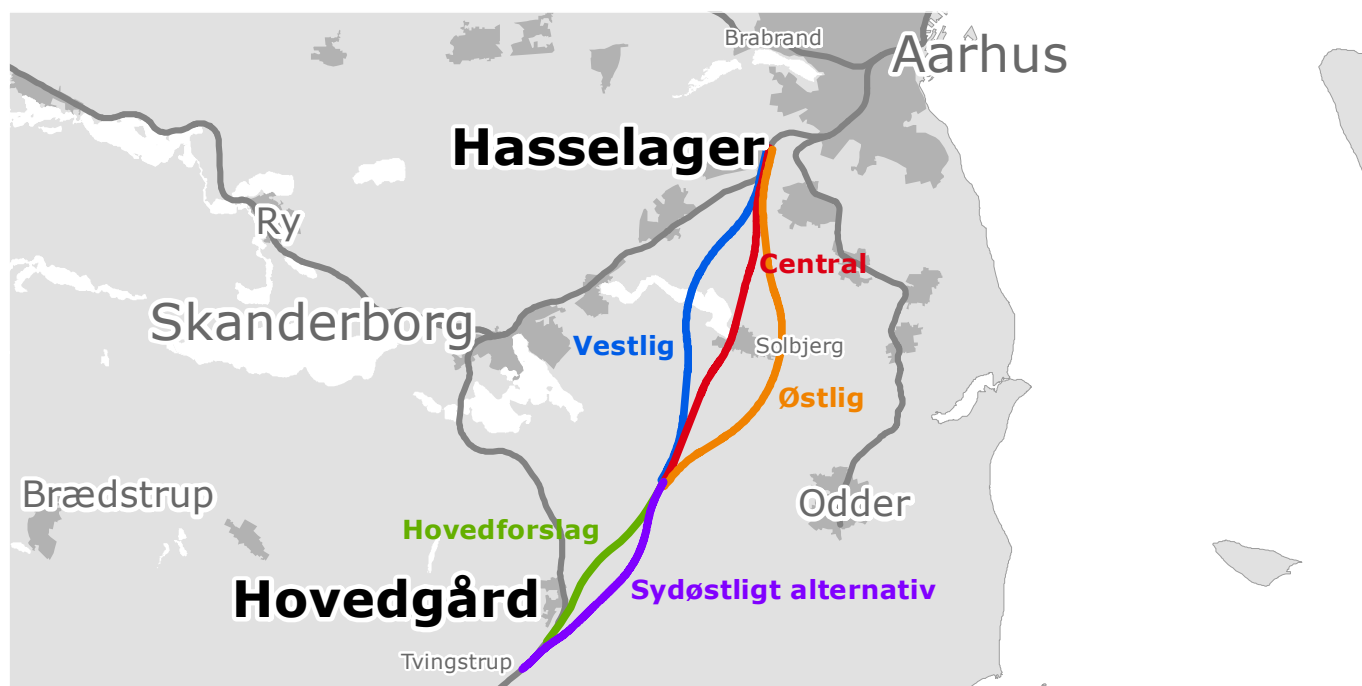 Brabrand
Aarhus
Hasselager
Ry
Central
Skanderborg
Vestlig
Solbjerg
Østlig
Brædstrup
Odder
Hovedforslag
Hovedgård
Sydøstligt alternativ
Tvingstrup